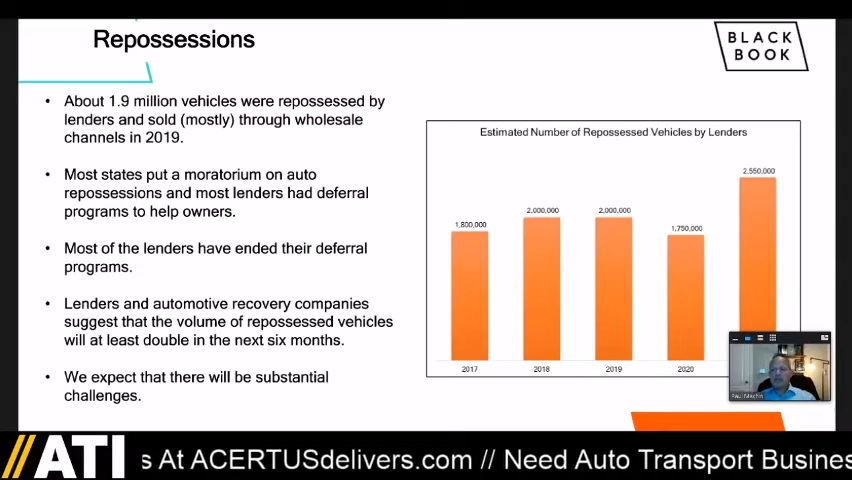 Repossessions
BLACK
BOOK
• About 1.9 million vehicles were repossessed by
lenders and sold (mostly) through wholesale
channels in 2019.
• Most states put a moratorium on auto
repossessions and most lenders had deferral
programs to help owners.
• Most of the lenders have ended their deferral
programs.
• Lenders and automotive recovery companies
suggest that the volume of repossessed vehicles
will at least double in the next six months.
• We expect that there will be substantial
challenges.
Estimated Number of Repossessed Vehicles by Lenders
2,550,000
2,000,000
2,000,000
1,800,000
1,750,000
2017 2018 2019 2020
//ATI s At ACERTUSdelivers.com // Need Auto Transport Busines